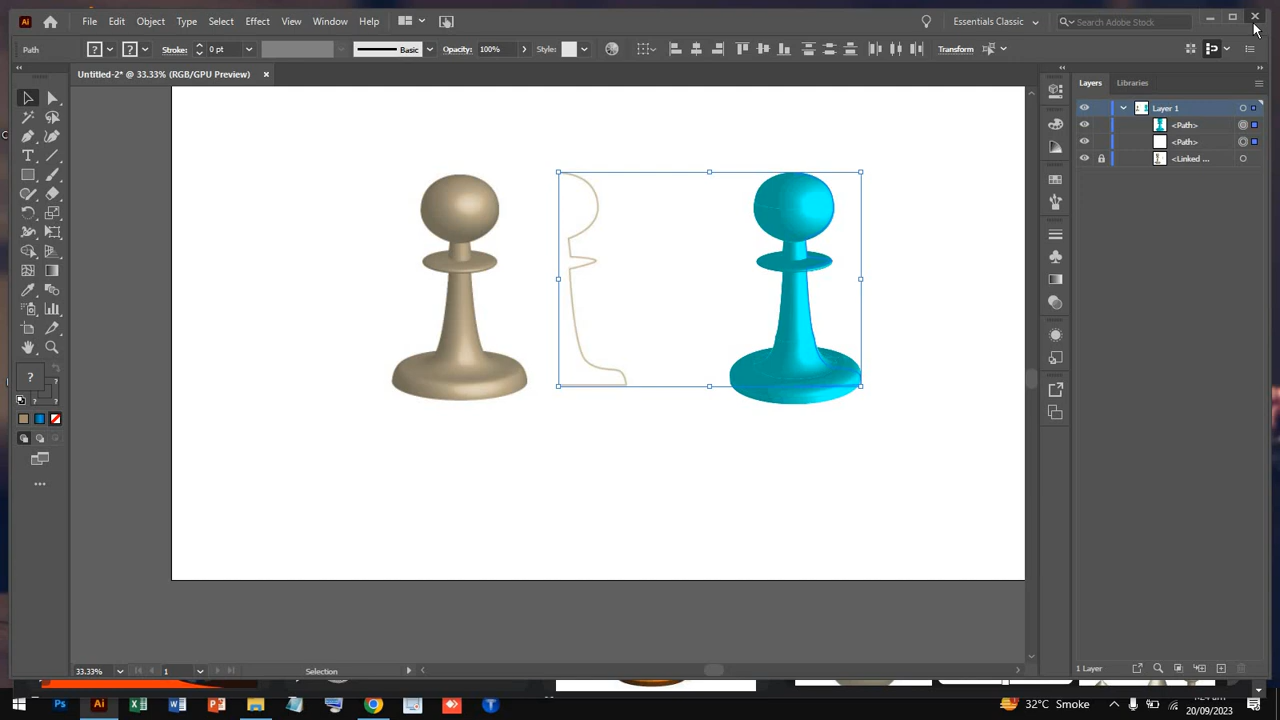 Ai File Edit Object Type Select Effect View Window Help Essentials Classic Search Adobe Stock
Path ? ? Stroke: 0 pt Basic Opacity: 100% Style: Transform
Untitled-2* @ 33.33% (RGB/GPU Preview)
Layers Libraries
Layer 1
<Path>
<Path>
<Linked ...
?
33.33% 1 Selection 1 Layer
Ps Ai 32°C Smoke
20/09/2023